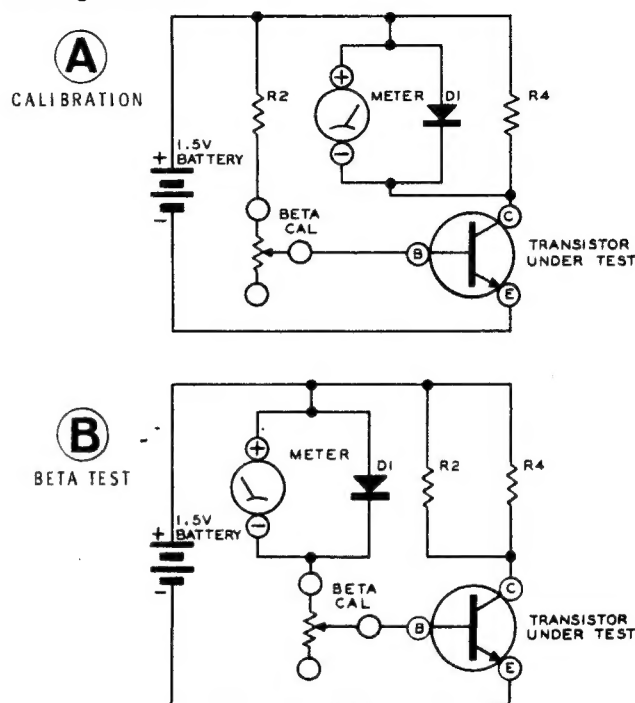 A
CALIBRATION
R2
+
METER
D1
R4
-
1.5V
BATTERY
+
-
BETA
CAL
C
B
TRANSISTOR
UNDER TEST
E
B
BETA TEST
+
METER
D1
R2
R4
-
1.5V
BATTERY
+
-
BETA
CAL
C
B
TRANSISTOR
UNDER TEST
E